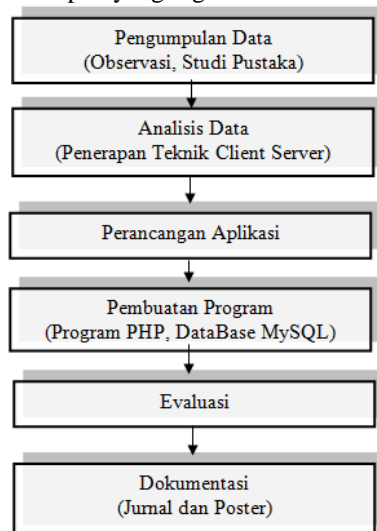 Pengumpulan Data
(Observasi, Studi Pustaka)
Analisis Data
(Penerapan Teknik Client Server)
Perancangan Aplikasi
Pembuatan Program
(Program PHP, DataBase MySQL)
Evaluasi
Dokumentasi
(Jurnal dan Poster)